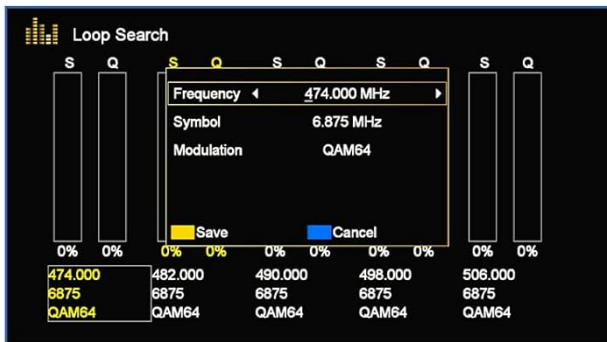 Loop Search
S Q S Q S Q S Q S Q
Frequency 474.000 MHz
Symbol 6.875 MHz
Modulation QAM64
Save Cancel
0% 0% 0% 0% 0% 0% 0% 0% 0% 0%
474.000 482.000 490.000 498.000 506.000
6875 6875 6875 6875 6875
QAM64 QAM64 QAM64 QAM64 QAM64